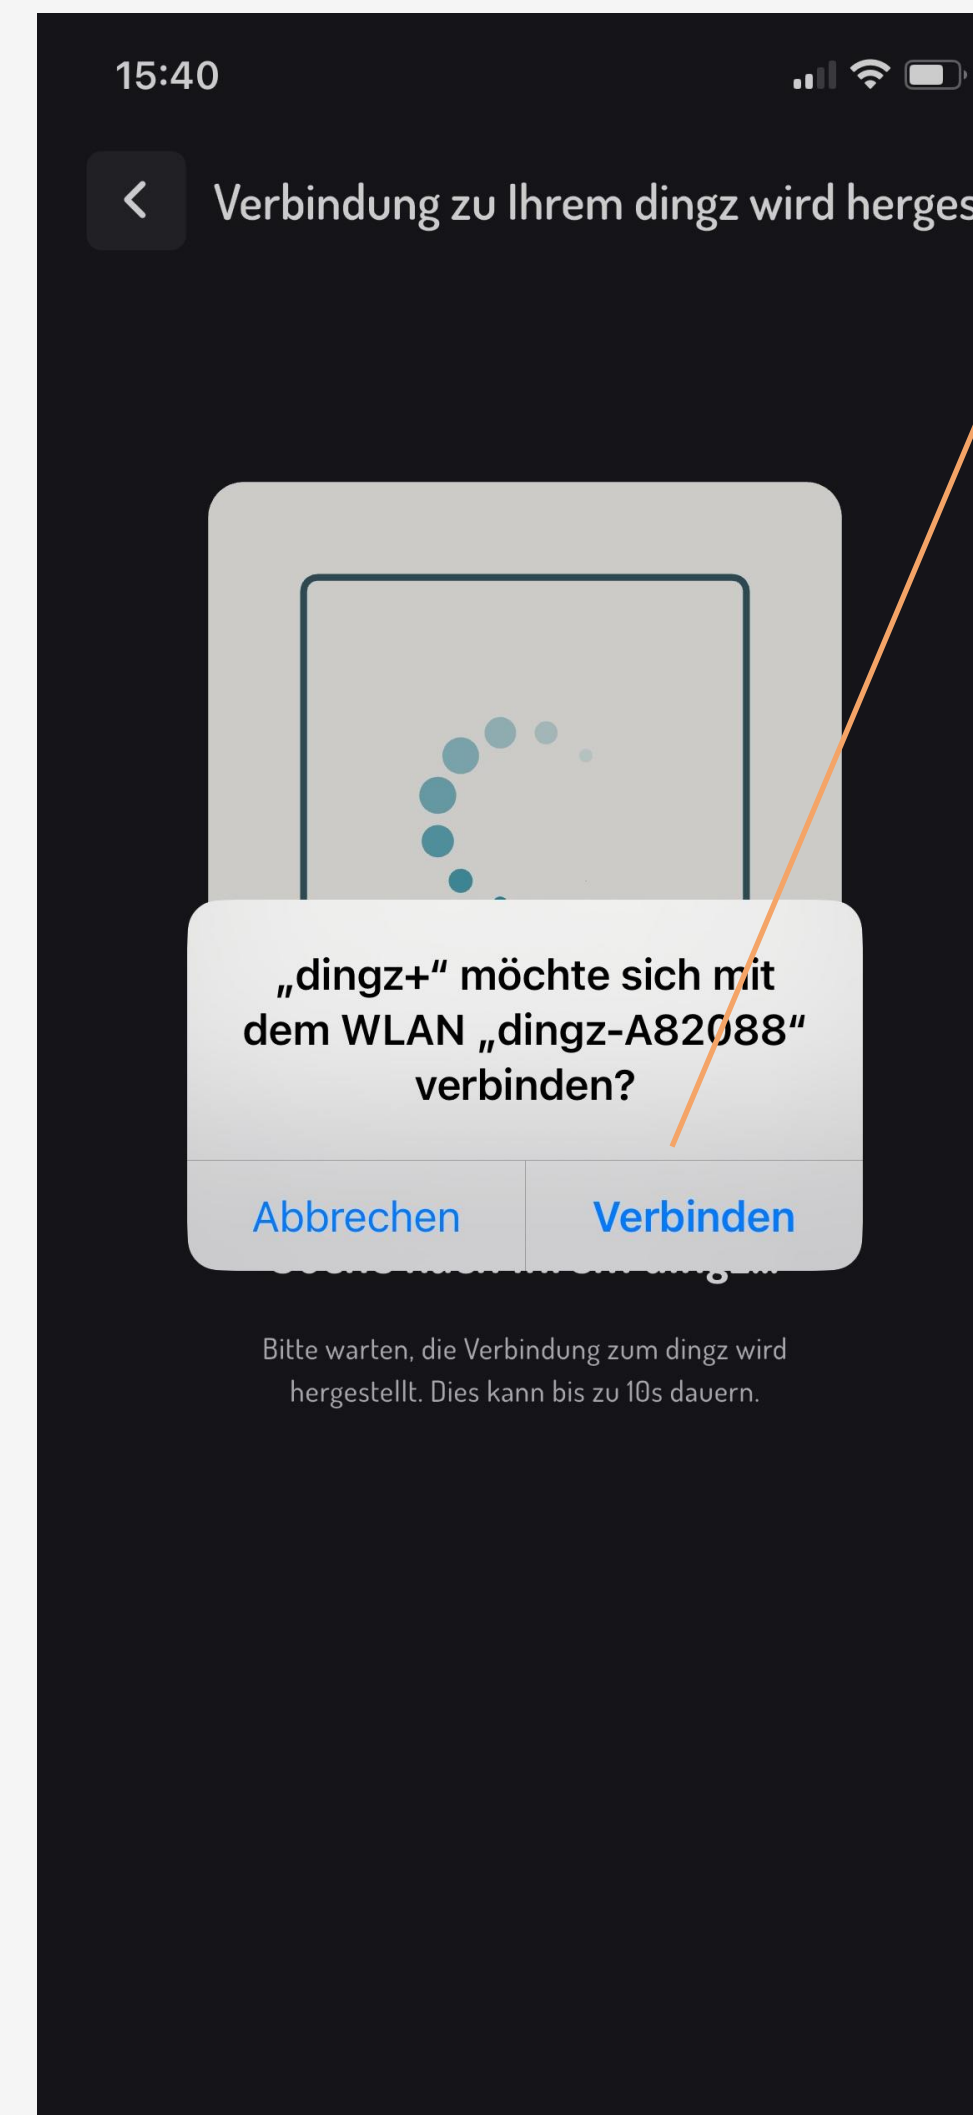 15:40
Verbindung zu Ihrem dingz wird
„dingz+“ möchte sich mit
dem WLAN „dingz-A82088“
verbinden?
Abbrechen
Verbinden
Bitte warten, die Verbindung zum dingz wird
hergestellt. Dies kann bis zu 10s dauern.